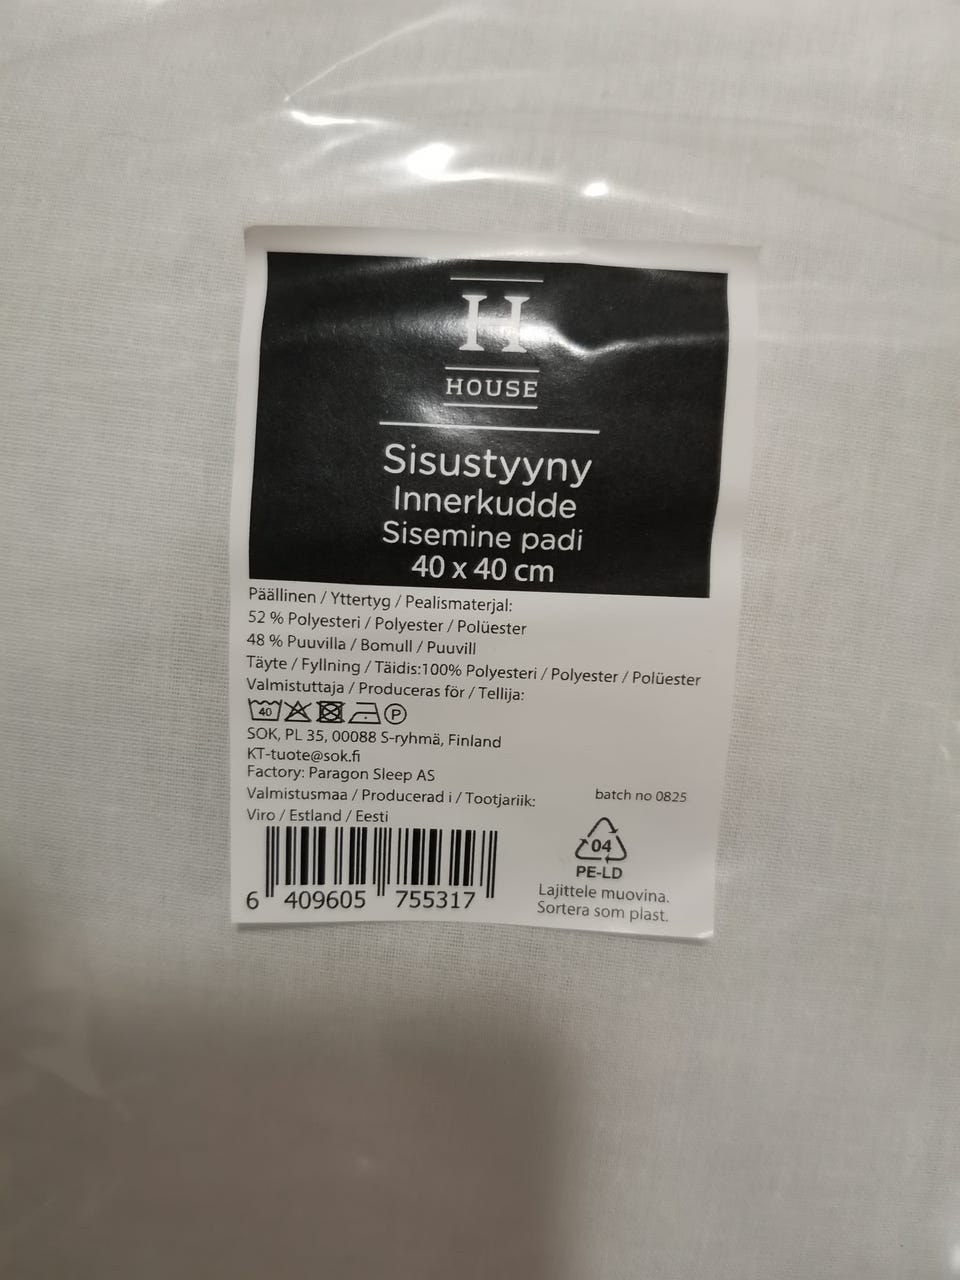 H
HOUSE
Sisustyyny
Innerkudde
Sisemine padi
40 x 40 cm
Päällinen / Yttertyg / Pealismaterjal:
52 % Polyesteri / Polyester / Polüester
48 % Puuvilla / Bomull / Puuvill
Täyte / Fyllning / Täidis:100% Polyesteri / Polyester / Polüester
Valmistuttaja / Produceras för / Tellija:
40 P
SOK, PL 35, 00088 S-ryhmä, Finland
KT-tuote@sok.fi
Factory: Paragon Sleep AS
Valmistusmaa / Producerad i / Tootjariik:
Viro / Estland / Eesti
6 409605 755317
batch no 0825
04
PE-LD
Lajittele muovina.
Sortera som plast.